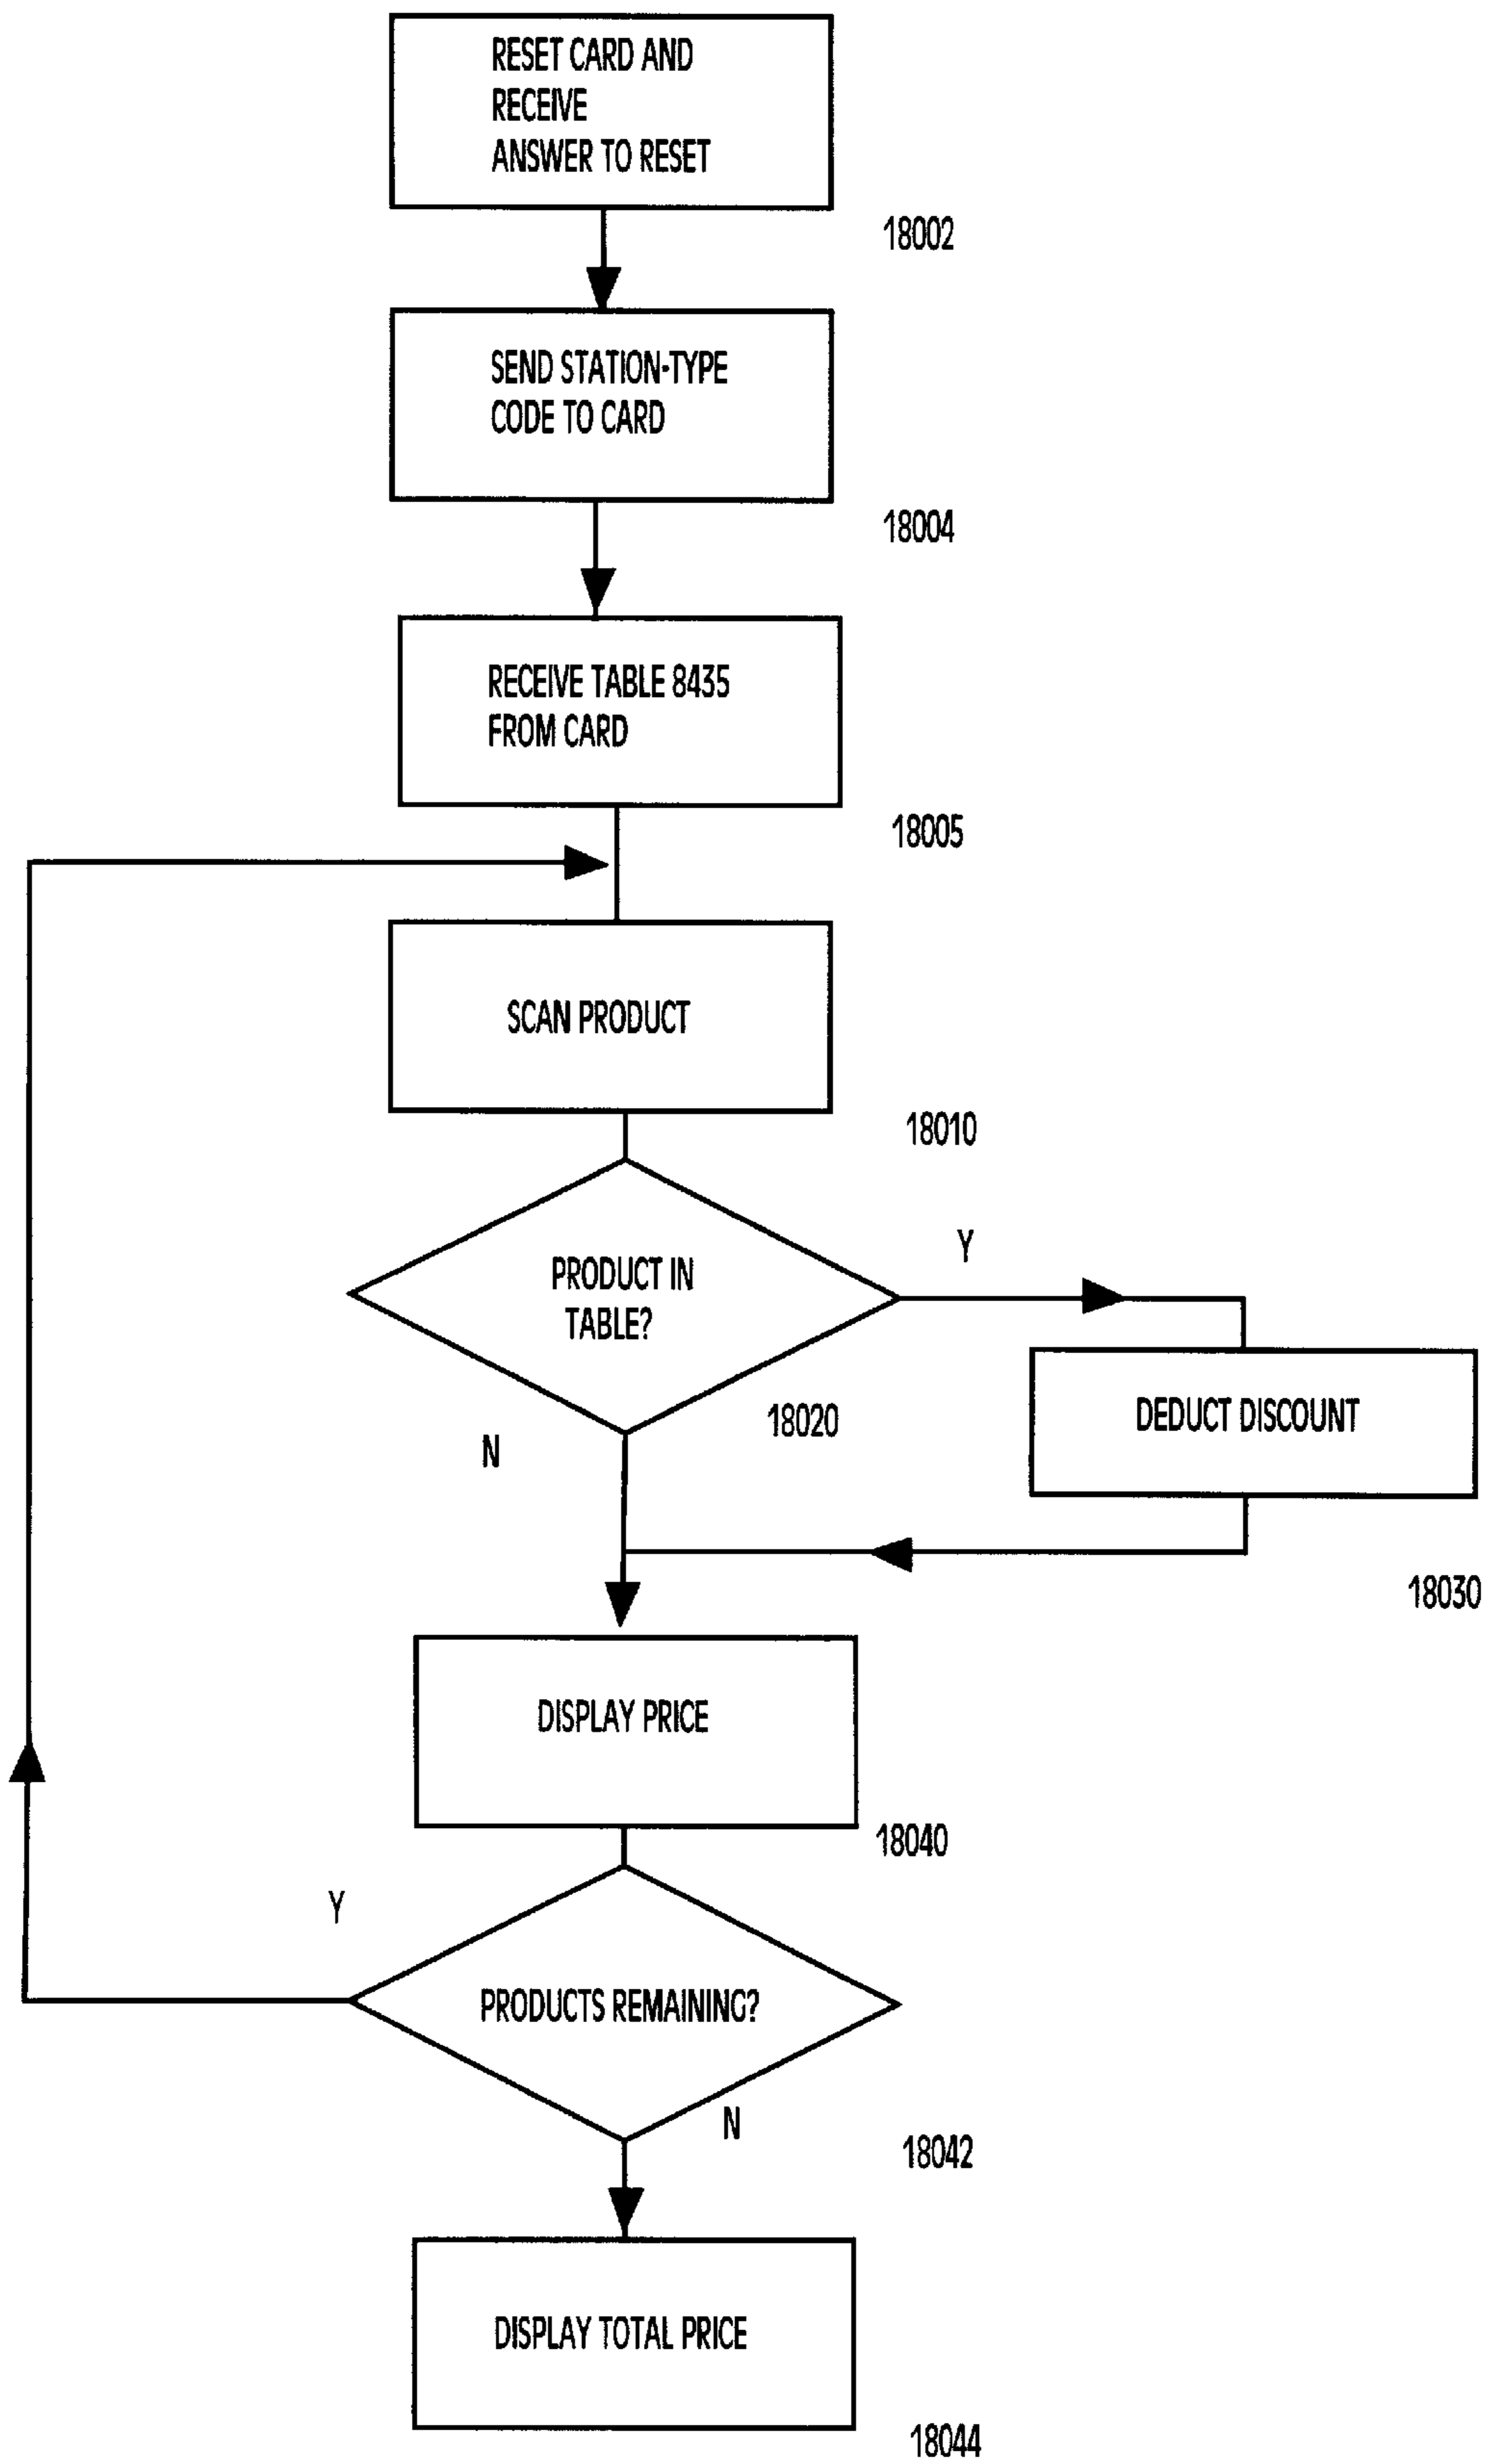 RESET CARD AND
RECEIVE
ANSWER TO RESET
18002
SEND STATION-TYPE
CODE TO CARD
18004
RECEIVE TABLE 8435
FROM CARD
18005
SCAN PRODUCT
18010
PRODUCT IN
TABLE?
Y
18020
N
DEDUCT DISCOUNT
18030
DISPLAY PRICE
18040
Y
PRODUCTS REMAINING?
N
18042
DISPLAY TOTAL PRICE
18044